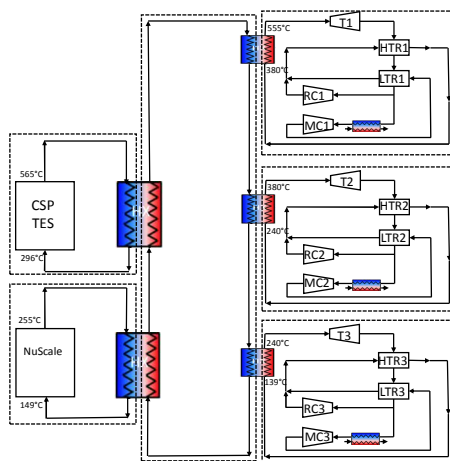 555°C
T1
HTR1
380°C
LTR1
RC1
MC1
565°C
CSP
TES
296°C
380°C
T2
HTR2
240°C
LTR2
RC2
MC2
255°C
NuScale
149°C
240°C
T3
HTR3
139°C
LTR3
RC3
MC3